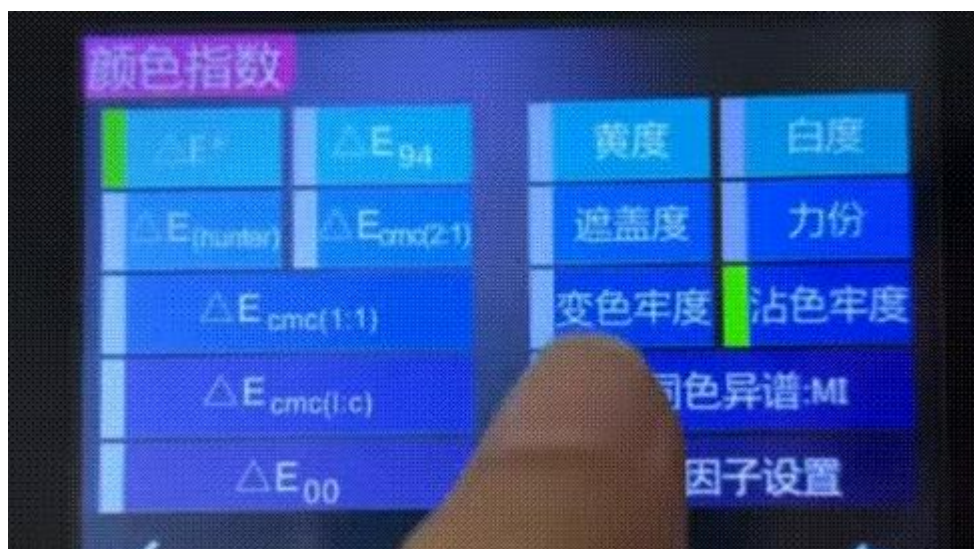 颜色指数
△E* △E94 黄度 白度
△E(hunter) △Ecmc(2:1) 遮盖度 力份
△Ecmc(1:1) 变色牢度 沾色牢度
△Ecmc(l:c) 同色异谱:MI
△E00 因子设置